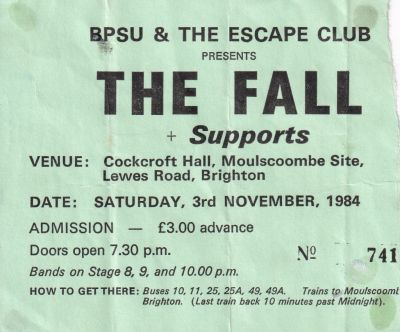 BPSU & THE ESCAPE CLUB
PRESENTS
THE FALL
+ Supports
VENUE: Cockcroft Hall, Moulscoombe Site,
Lewes Road, Brighton
DATE: SATURDAY, 3rd NOVEMBER, 1984
ADMISSION — £3.00 advance
Doors open 7.30 p.m.
Nº 741
Bands on Stage 8, 9, and 10.00 p.m.
HOW TO GET THERE: Buses 10, 11, 25, 25A, 49, 49A. Trains to Moulscoomb
Brighton. (Last train back 10 minutes past Midnight).